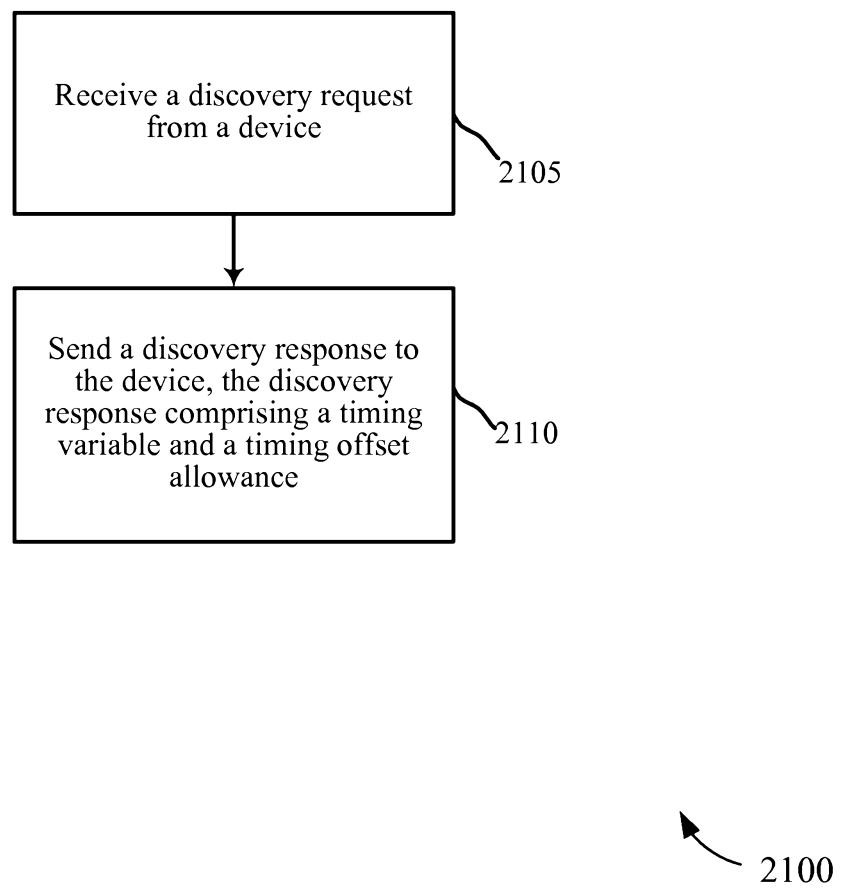 Receive a discovery request
from a device
2105
Send a discovery response to
the device, the discovery
response comprising a timing
variable and a timing offset
allowance
2110
2100